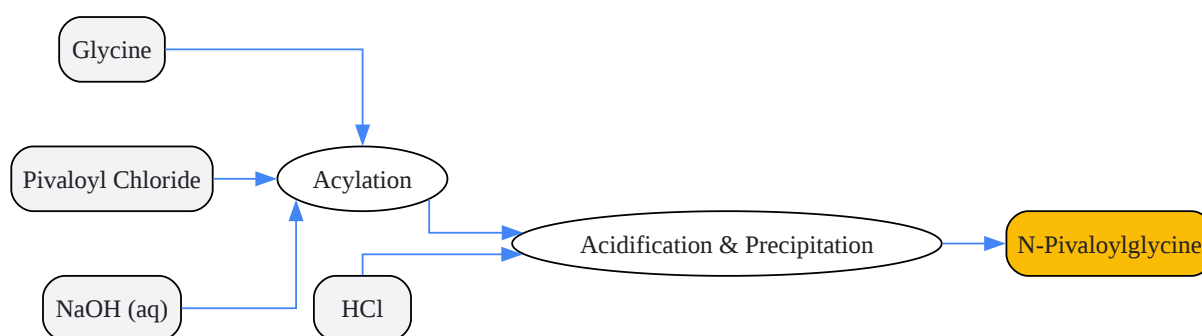 Glycine
Pivaloyl Chloride
Acylation
NaOH (aq)
HCl
Acidification & Precipitation
N-Pivaloylglycine